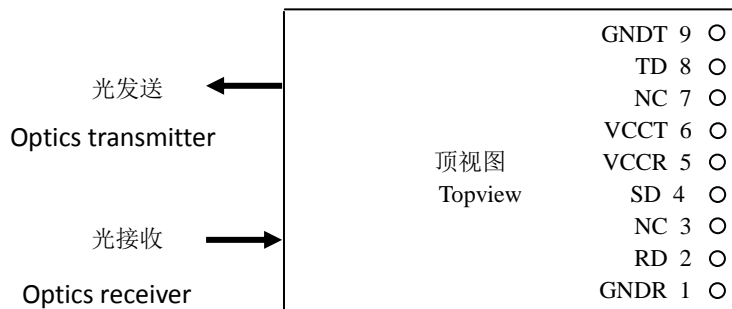 GNDT 9
TD 8
光发送
NC 7
Optics transmitter
VCCT 6
顶视图
VCCR 5
Topview
SD 4
光接收
NC 3
RD 2
Optics receiver
GNDR 1